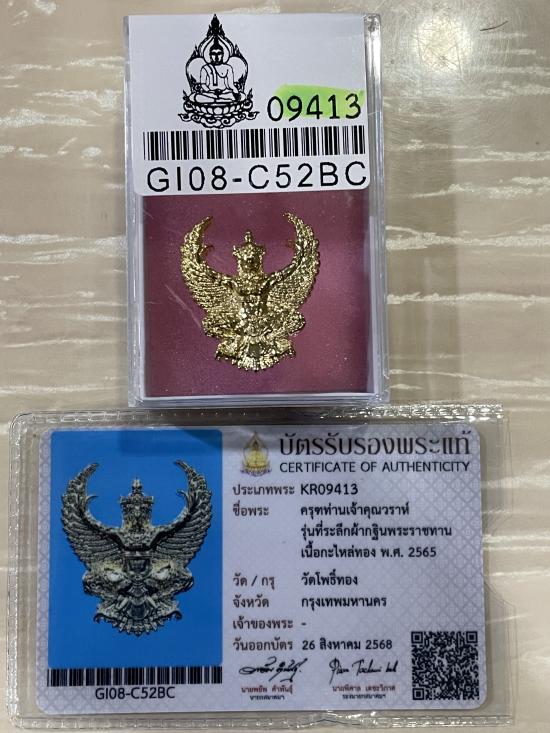 09413
GI08-C52BC
บัตรรับรองพระแท้
CERTIFICATE OF AUTHENTICITY
ประเภทพระ KR09413
ชื่อพระ ครุฑท่านเจ้าคุณวราห์
รุ่นที่ระลึกผ้ากฐินพระราชทาน
เนื้อกะไหล่ทอง พ.ศ. 2565
วัด / กรุ วัดโพธิ์ทอง
จังหวัด กรุงเทพมหานคร
เจ้าของพระ -
วันออกบัตร 26 สิงหาคม 2568
GI08-C52BC